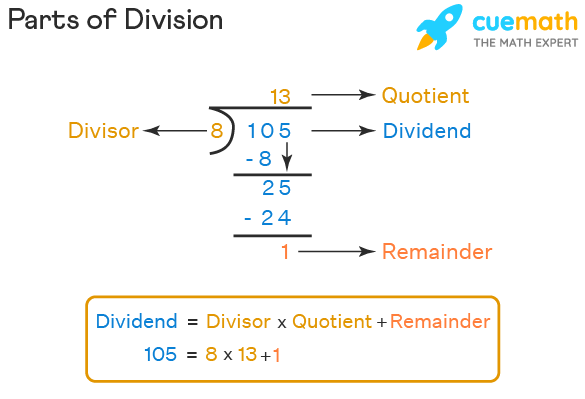 Parts of Division
cuemath
THE MATH EXPERT
13 Quotient
Divisor 8 105 Dividend
- 8
25
- 24
1 Remainder
Dividend = Divisor x Quotient + Remainder
105 = 8 x 13 + 1